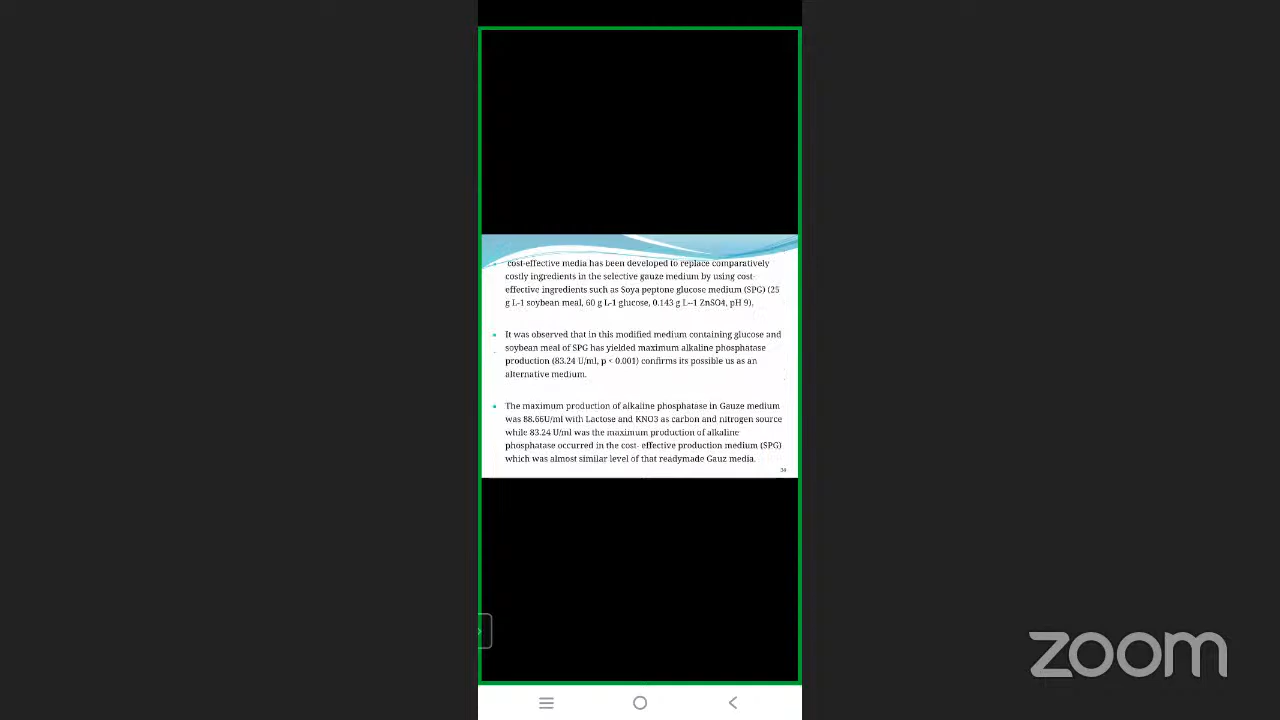 cost-effective media has been developed to replace comparatively
costly ingredients in the selective gauze medium by using cost-
effective ingredients such as Soya peptone glucose medium (SPG) (25
g L-1 soybean meal, 60 g L-1 glucose, 0.143 g L--1 ZnSO4, pH 9).
It was observed that in this modified medium containing glucose and
soybean meal of SPG has yielded maximum alkaline phosphatase
production (83.24 U/ml, p < 0.001) confirms its possible us as an
alternative medium.
The maximum production of alkaline phosphatase in Gauze medium
was 88.66U/ml with Lactose and KNO3 as carbon and nitrogen source
while 83.24 U/ml was the maximum production of alkaline
phosphatase occurred in the cost- effective production medium (SPG)
which was almost similar level of that readymade Gauz media.
34
zoom